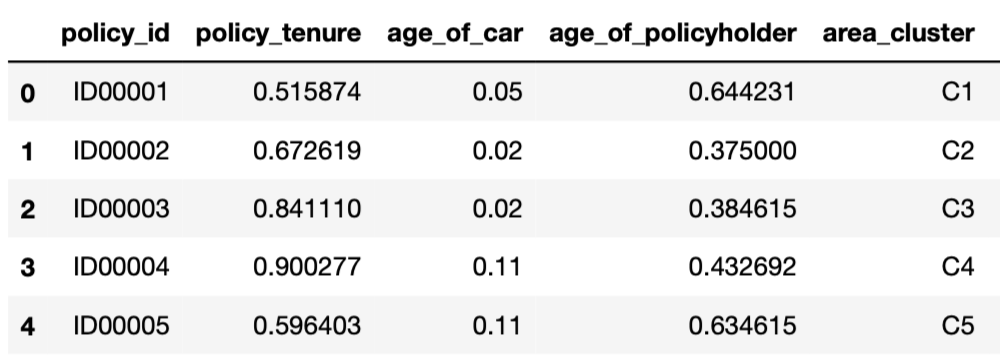 policy_id policy_tenure age_of_car age_of_policyholder area_cluster
0 ID00001 0.515874 0.05 0.644231 C1
1 ID00002 0.672619 0.02 0.375000 C2
2 ID00003 0.841110 0.02 0.384615 C3
3 ID00004 0.900277 0.11 0.432692 C4
4 ID00005 0.596403 0.11 0.634615 C5